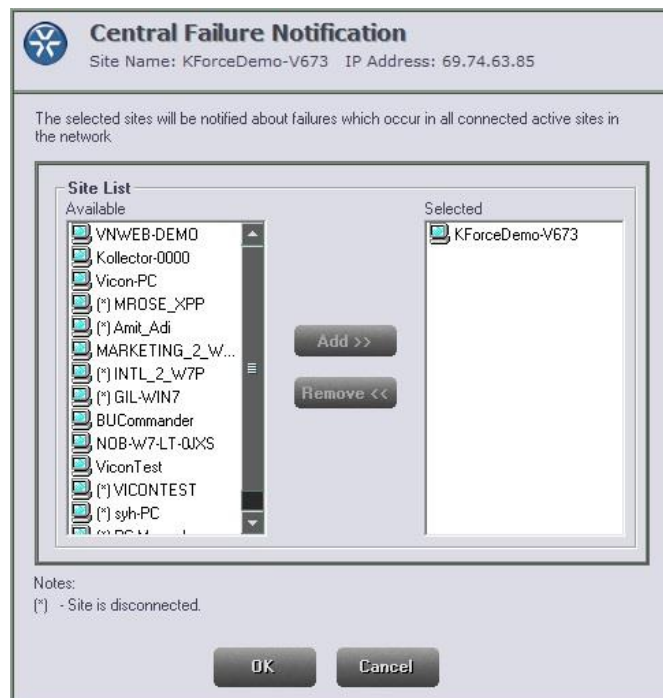 Central Failure Notification
Site Name: KForceDemo-V673 IP Address: 69.74.63.85
The selected sites will be notified about failures which occur in all connected active sites in
the network
Site List
Available
VNWEB-DEMO
Kollector-0000
Vicon-PC
(*) MROSE_XPP
(*) Amit_Adi
MARKETING_2_W...
(*) INTL_2_W7P
(*) GIL-WIN7
BUCommander
NOB-W7-LT-0JXS
ViconTest
(*) VICONTEST
(*) syh-PC
Add >>
Remove <<
Selected
KForceDemo-V673
Notes:
(*) - Site is disconnected.
OK Cancel